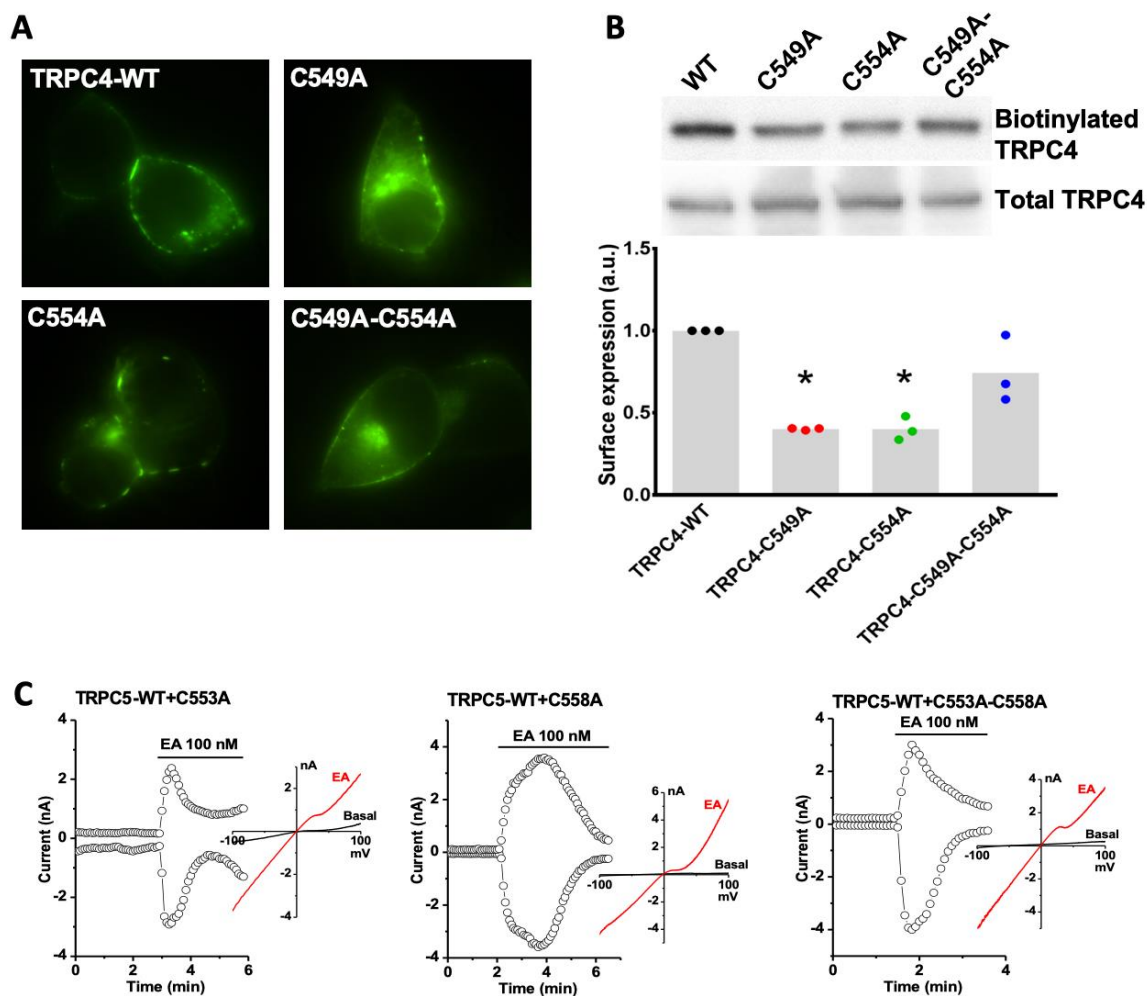 A
TRPC4-WT
C549A
C554A
C549A-C554A
B
WT
C549A
C554A
C549A-
C554A
Biotinylated
TRPC4
Total TRPC4
Surface expression (a.u.)
1.5
1.0
0.5
0.0
*
*
TRPC4-WT
TRPC4-C549A
TRPC4-C554A
TRPC4-C549A-C554A
C
TRPC5-WT+C553A
EA 100 nM
Current (nA)
4
2
0
-2
-4
0
2
4
6
Time (min)
nA
4
2
-2
-4
-100
100
mV
EA
Basal
TRPC5-WT+C558A
EA 100 nM
Current (nA)
4
2
0
-2
-4
0
2
4
6
Time (min)
nA
6
4
2
-2
-4
-100
100
mV
EA
Basal
TRPC5-WT+C553A-C558A
EA 100 nM
Current (nA)
4
2
0
-2
-4
0
2
4
Time (min)
nA
4
2
-2
-4
-100
100
mV
EA
Basal